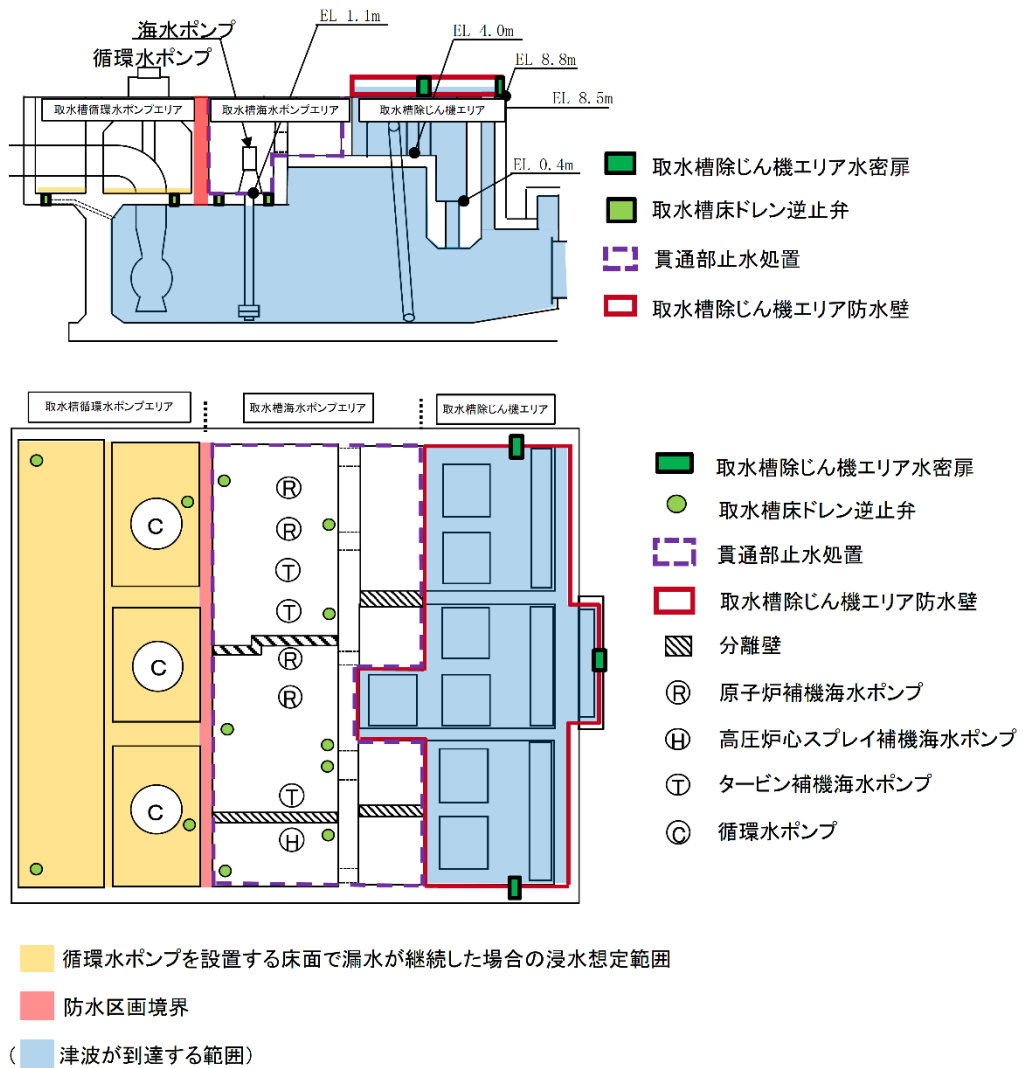 海水ポンプ
循環水ポンプ
EL 1.1m
EL 4.0m
EL 8.8m
EL 8.5m
取水槽循環水ポンプエリア
取水槽海水ポンプエリア
取水槽除じん機エリア
EL 0.4m
取水槽除じん機エリア水密扉
取水槽床ドレン逆止弁
貫通部止水処置
取水槽除じん機エリア防水壁
取水槽循環水ポンプエリア
取水槽海水ポンプエリア
取水槽除じん機エリア
C
C
C
R
R
T
T
R
R
T
H
取水槽除じん機エリア水密扉
取水槽床ドレン逆止弁
貫通部止水処置
取水槽除じん機エリア防水壁
分離壁
R 原子炉補機海水ポンプ
H 高圧炉心スプレイ補機海水ポンプ
T タービン補機海水ポンプ
C 循環水ポンプ
循環水ポンプを設置する床面で漏水が継続した場合の浸水想定範囲
防水区画境界
( 津波が到達する範囲)